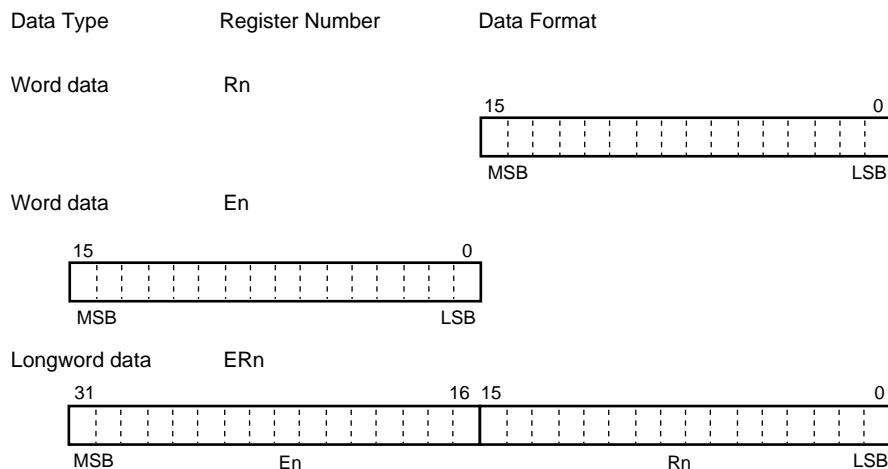 Data Type Register Number Data Format
Word data Rn
15 0
MSB LSB
Word data En
15 0
MSB LSB
Longword data ERn
31 16 15 0
MSB En Rn LSB